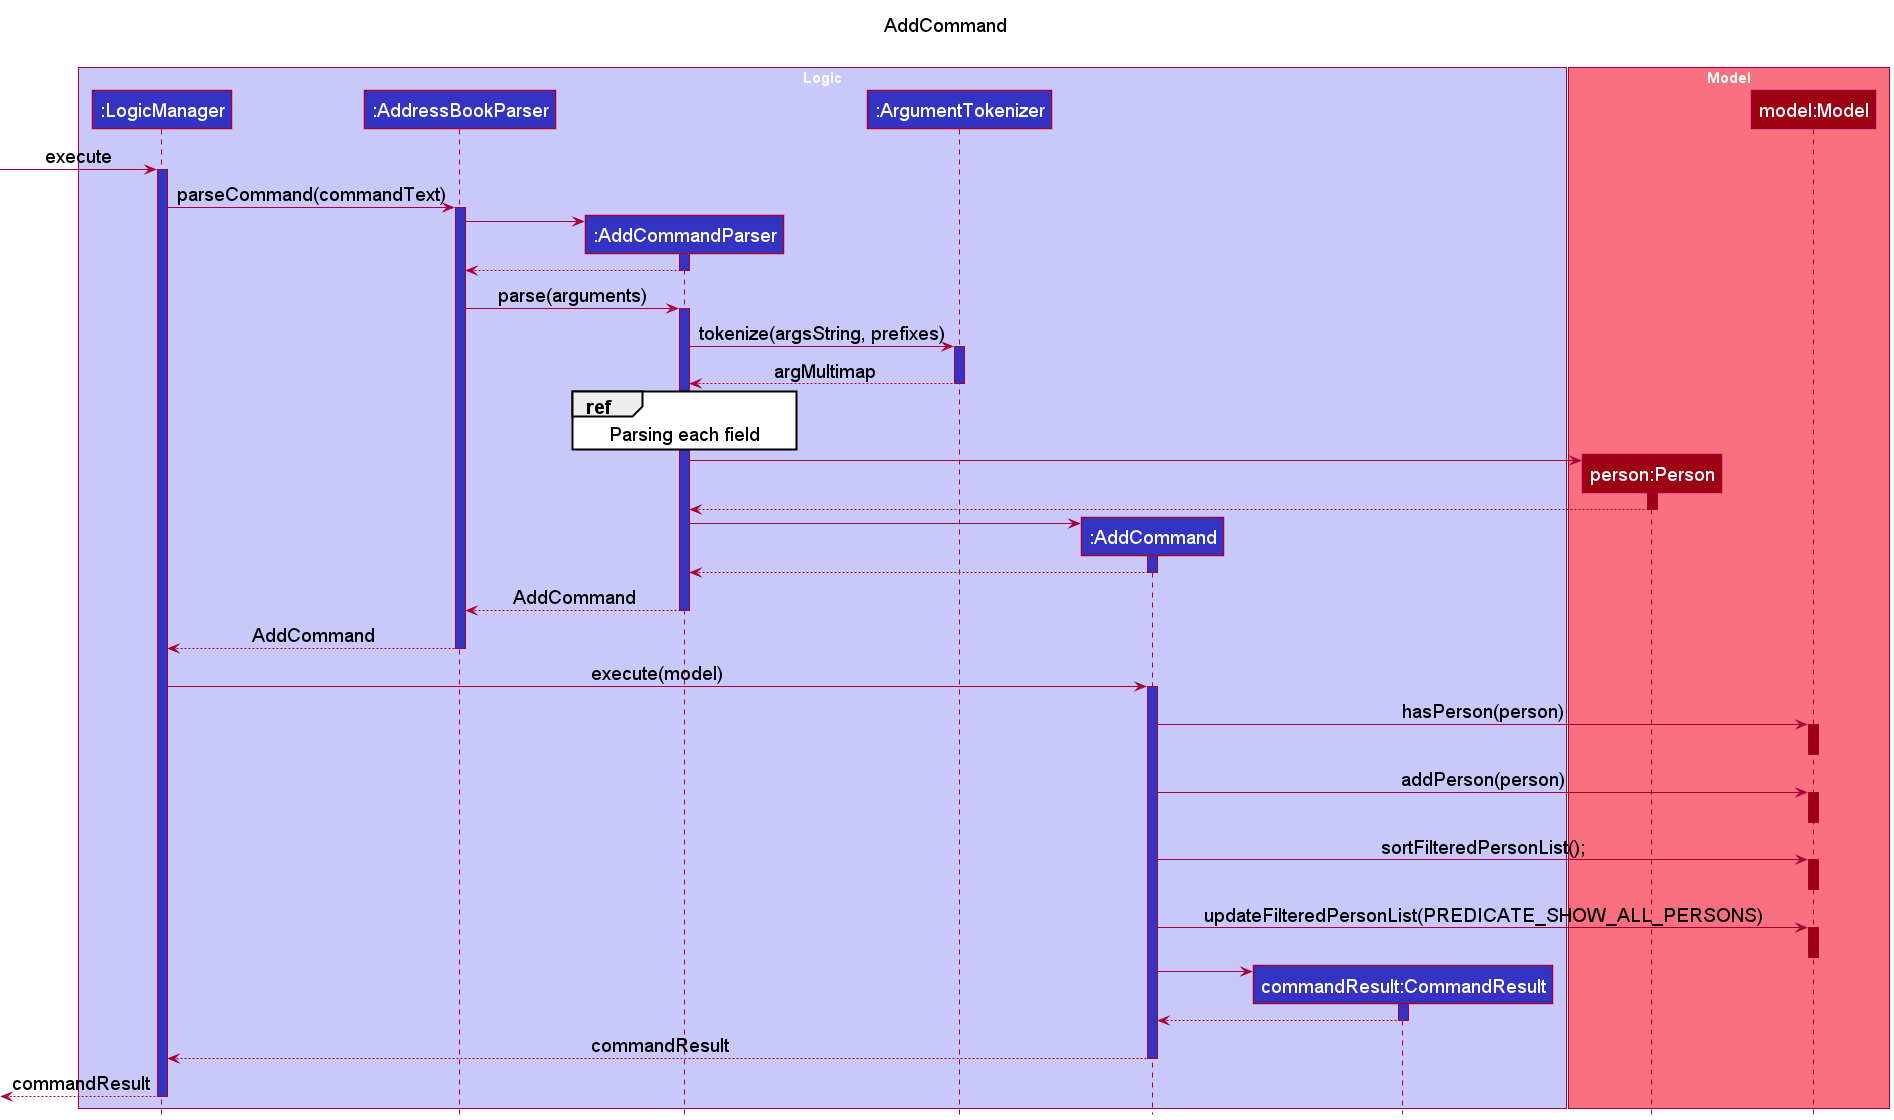 AddCommand
Logic
Model
:LogicManager
:AddressBookParser
:ArgumentTokenizer
model:Model
execute
parseCommand(commandText)
:AddCommandParser
parse(arguments)
tokenize(argsString, prefixes)
argMultimap
ref
Parsing each field
person:Person
:AddCommand
AddCommand
AddCommand
execute(model)
hasPerson(person)
addPerson(person)
sortFilteredPersonList();
updateFilteredPersonList(PREDICATE_SHOW_ALL_PERSONS)
commandResult:CommandResult
commandResult
commandResult